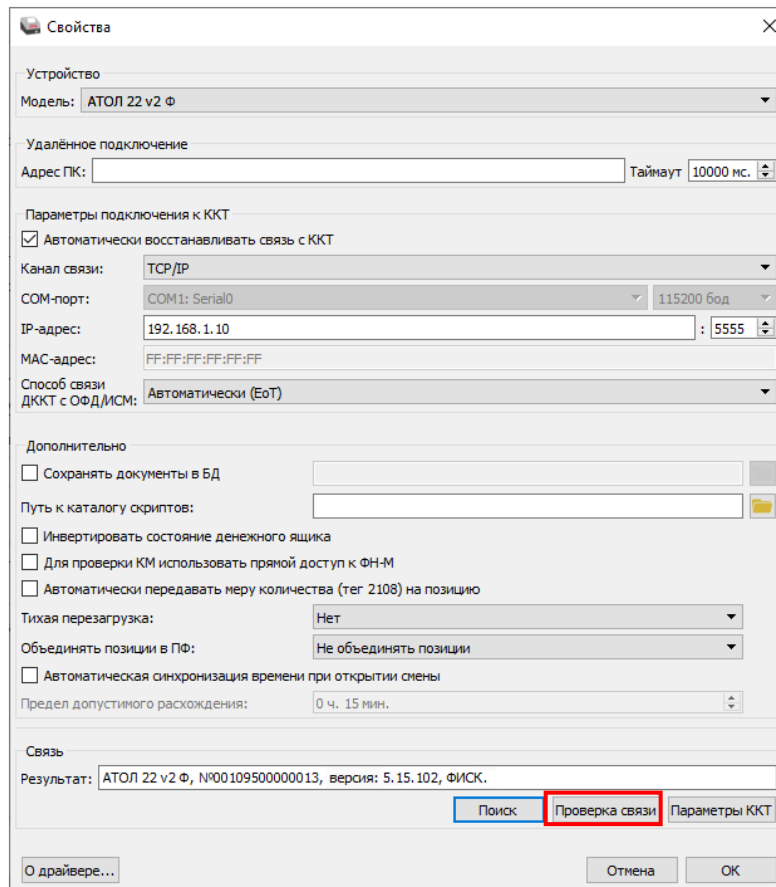 Свойства
Устройство
Модель: АТОЛ 22 v2 Ф
Удалённое подключение
Адрес ПК: Таймаут 10000 мс.
Параметры подключения к ККТ
Автоматически восстанавливать связь с ККТ
Канал связи: TCP/IP
COM-порт: COM1: Serial0 115200 бод
IP-адрес: 192.168.1.10 : 5555
MAC-адрес: FF:FF:FF:FF:FF:FF
Способ связи
ДККТ с ОФД/ИСМ: Автоматически (EoT)
Дополнительно
Сохранять документы в БД
Путь к каталогу скриптов:
Инвертировать состояние денежного ящика
Для проверки КМ использовать прямой доступ к ФН-М
Автоматически передавать меру количества (тег 2108) на позицию
Тихая перезагрузка: Нет
Объединять позиции в ПФ: Не объединять позиции
Автоматическая синхронизация времени при открытии смены
Предел допустимого расхождения: 0 ч. 15 мин.
Связь
Результат: АТОЛ 22 v2 Ф, №00109500000013, версия: 5.15.102, ФИСК.
Поиск Проверка связи Параметры ККТ
О драйвере... Отмена ОК